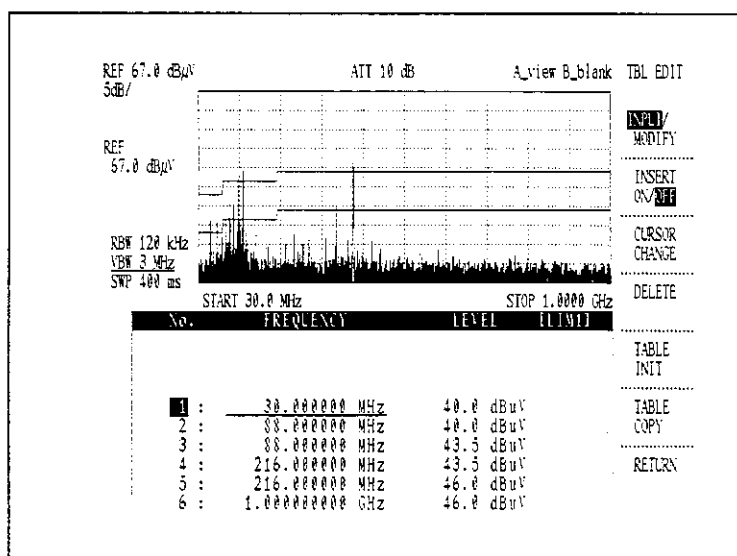 REF 67.0 dBµV ATT 10 dB A_view B_blank TBL EDIT
5dB/
INPUT/
MODIFY
REF
67.0 dBµV
INSERT
ON/OFF
CURSOR
CHANGE
RBW 120 kHz
VBW 3 MHz
SWP 400 ms
DELETE
START 30.0 MHz STOP 1.0000 GHz
No. FREQUENCY LEVEL [LIM1]
TABLE
INIT
1 : 30.000000 MHz 40.0 dBuV
2 : 88.000000 MHz 40.0 dBuV
3 : 88.000000 MHz 43.5 dBuV
4 : 216.000000 MHz 43.5 dBuV
5 : 216.000000 MHz 46.0 dBuV
6 : 1.000000000 GHz 46.0 dBuV
TABLE
COPY
RETURN